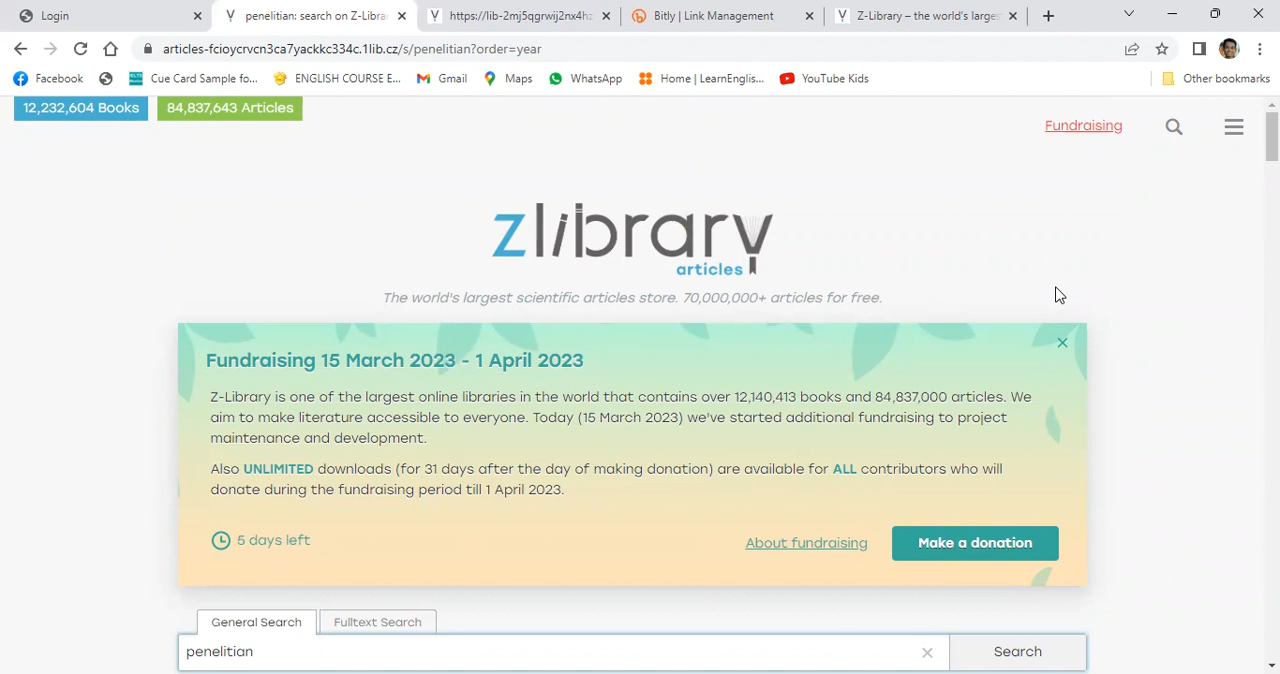 Login
penelitian: search on Z-Libra
https://lib-2mj5qgrwij2nx4hz
Bitly | Link Management
Z-Library – the world's larges
articles-fcioycrvcn3ca7yackkc334c.1lib.cz/s/penelitian?order=year
Facebook
Cue Card Sample fo...
ENGLISH COURSE E...
Gmail
Maps
WhatsApp
Home | LearnEnglis...
YouTube Kids
Other bookmarks
12,232,604 Books
84,837,643 Articles
Fundraising
zlibrary
articles
The world's largest scientific articles store. 70,000,000+ articles for free.
Fundraising 15 March 2023 - 1 April 2023
Z-Library is one of the largest online libraries in the world that contains over 12,140,413 books and 84,837,000 articles. We
aim to make literature accessible to everyone. Today (15 March 2023) we've started additional fundraising to project
maintenance and development.
Also UNLIMITED downloads (for 31 days after the day of making donation) are available for ALL contributors who will
donate during the fundraising period till 1 April 2023.
5 days left
About fundraising
Make a donation
General Search
Fulltext Search
penelitian
Search